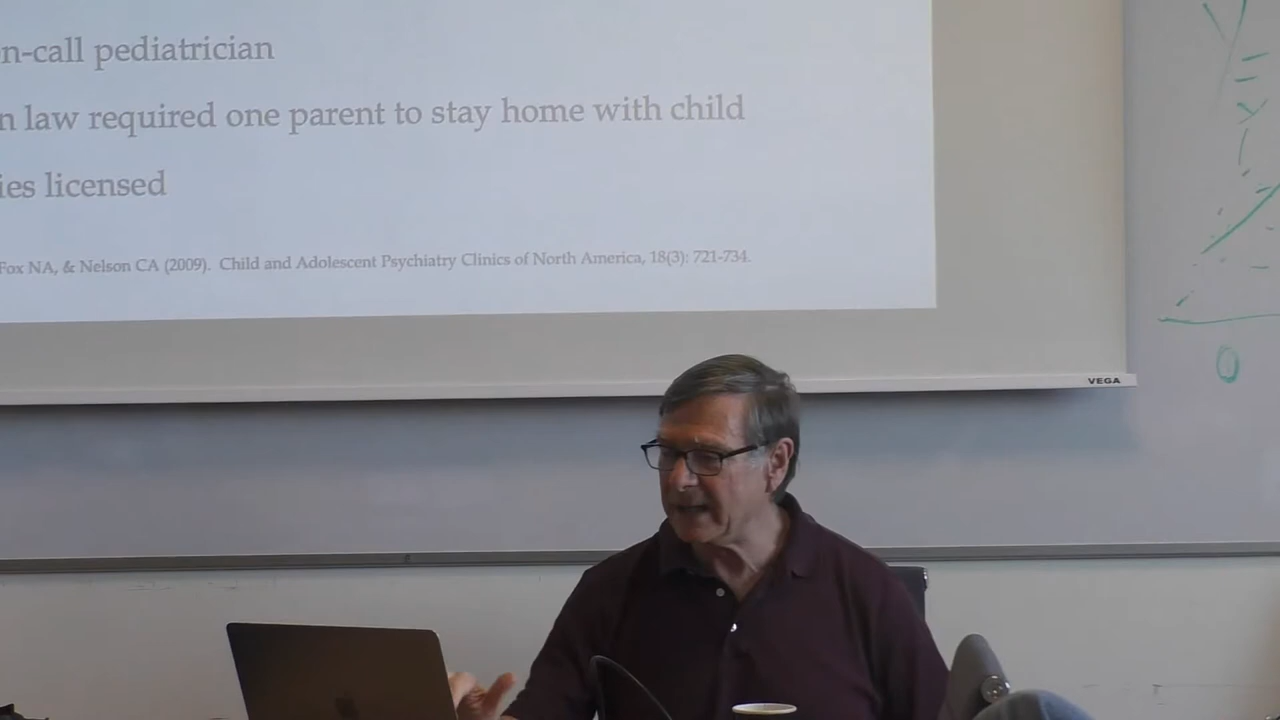 n-call pediatrician
n law required one parent to stay home with child
ies licensed
Fox NA, & Nelson CA (2009). Child and Adolescent Psychiatry Clinics of North America, 18(3): 721-734.
VEGA
0